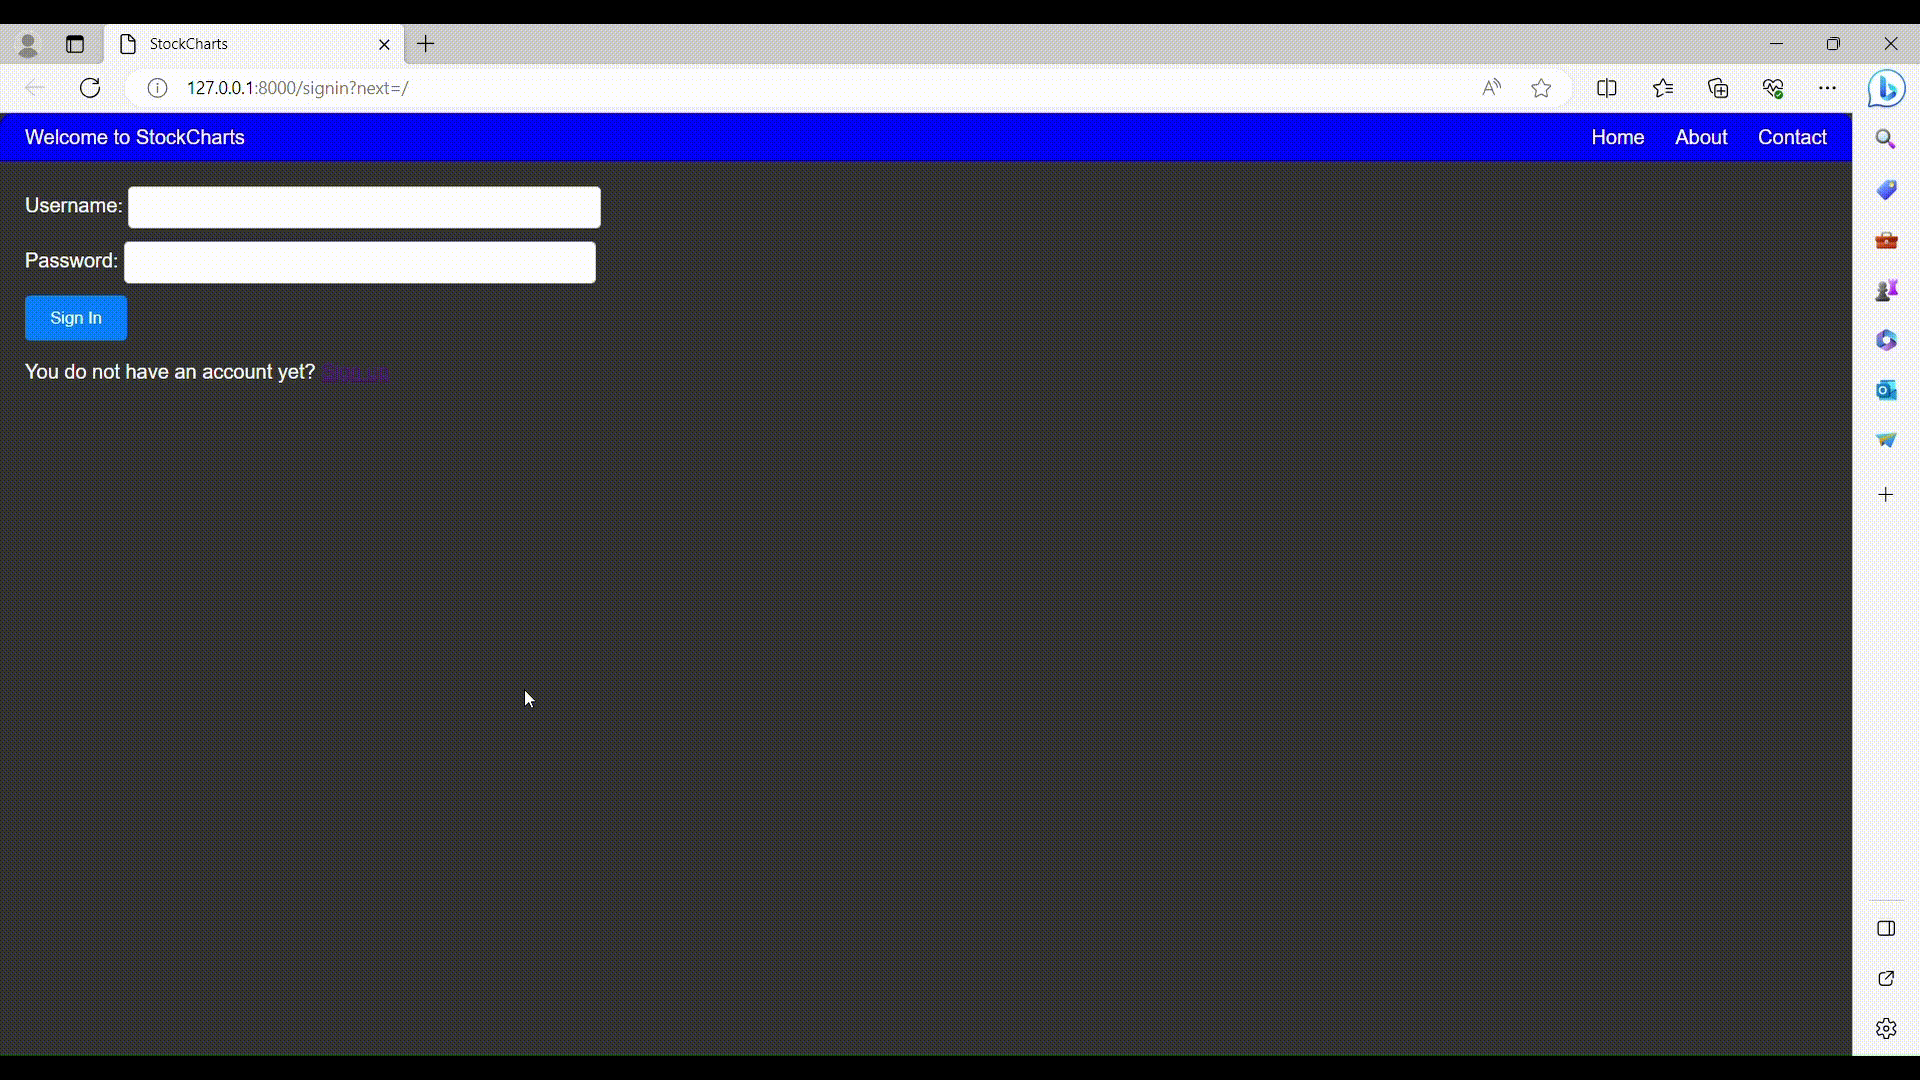 StockCharts
127.0.0.1:8000/signin?next=/
Welcome to StockCharts
Home About Contact
Username:
Password:
Sign In
You do not have an account yet? Sign up